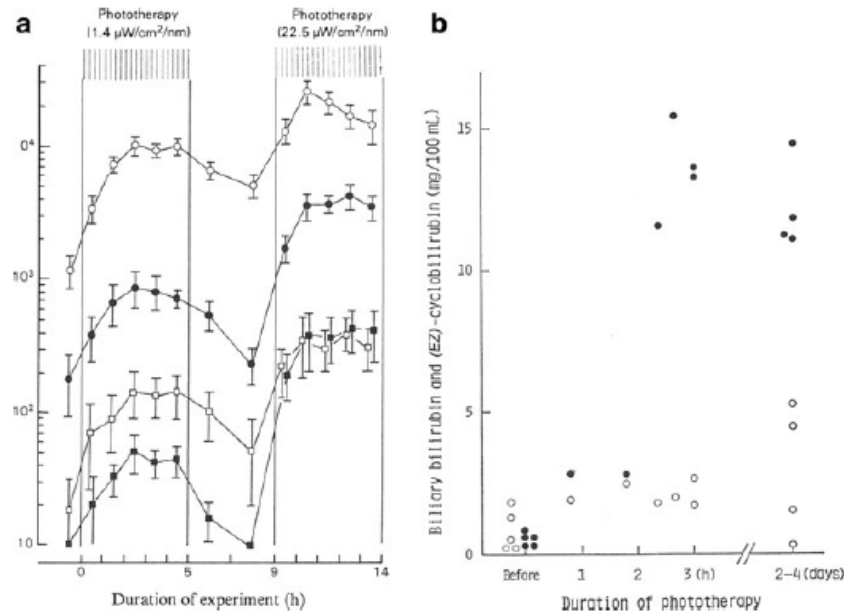 a
Phototherapy
(1.4 μW/cm²/nm)
Phototherapy
(22.5 μW/cm²/nm)
0⁴
10³
10²
10
0
5
9
14
Duration of experiment (h)
b
Biliary bilirubin and (EZ)-cyclobilirubin (mg/100 mL)
15
10
5
0
Before
1
2
3 (h)
2-4 (days)
Duration of phototherapy